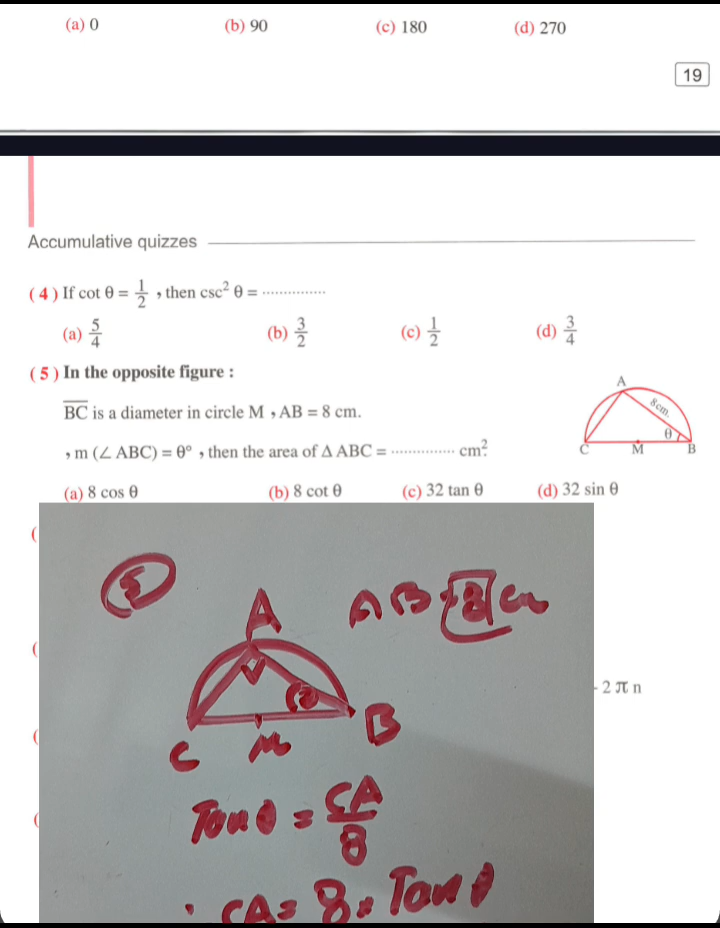 (a) 0 (b) 90 (c) 180 (d) 270
19
Accumulative quizzes
(4) If cot θ = 1/2 , then csc² θ = ...............
(a) 5/4 (b) 3/2 (c) 1/2 (d) 3/4
(5) In the opposite figure :
BC is a diameter in circle M , AB = 8 cm.
, m (∠ ABC) = θ° , then the area of Δ ABC = ............... cm².
A 8cm. θ C M B
(a) 8 cos θ (b) 8 cot θ (c) 32 tan θ (d) 32 sin θ
5
A AB = 8 cm
C M B
Tan θ = CA/8
- 2 π n
CA = 8 × Tan θ